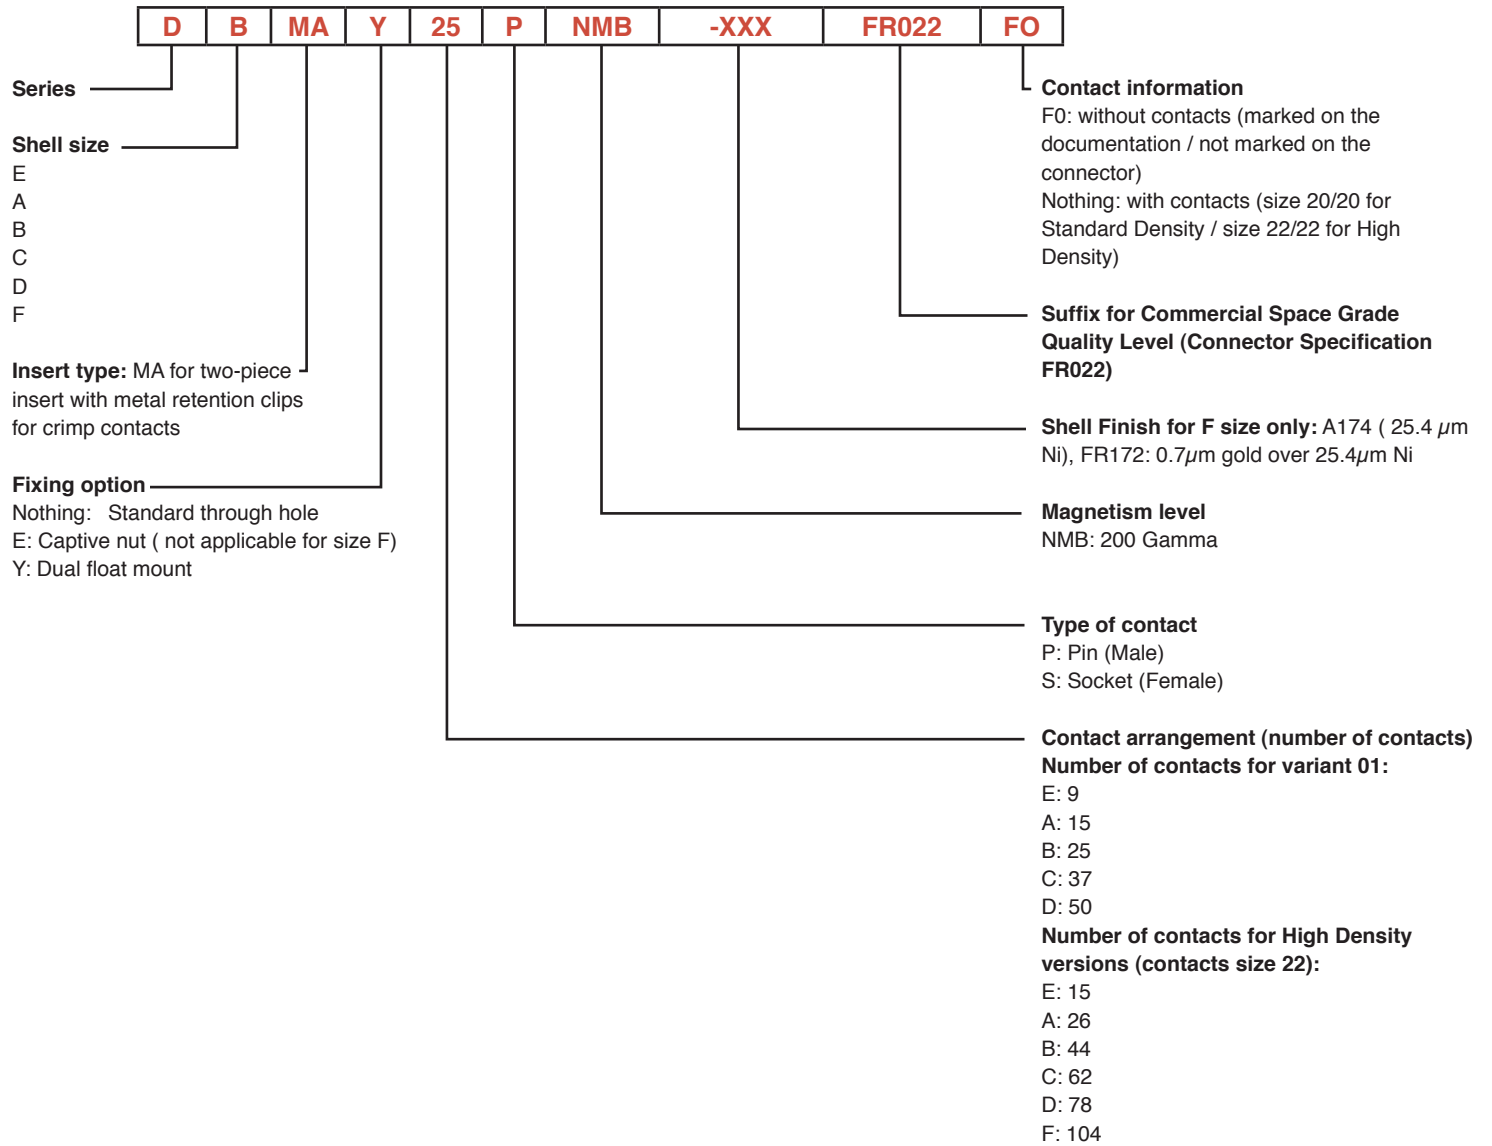 D B MA Y 25 P NMB -XXX FR022 FO
Series
Shell size
E
A
B
C
D
F
Insert type: MA for two-piece
insert with metal retention clips
for crimp contacts
Fixing option
Nothing: Standard through hole
E: Captive nut ( not applicable for size F)
Y: Dual float mount
Contact information
F0: without contacts (marked on the
documentation / not marked on the
connector)
Nothing: with contacts (size 20/20 for
Standard Density / size 22/22 for High
Density)
Suffix for Commercial Space Grade
Quality Level (Connector Specification
FR022)
Shell Finish for F size only: A174 ( 25.4 µm
Ni), FR172: 0.7µm gold over 25.4µm Ni
Magnetism level
NMB: 200 Gamma
Type of contact
P: Pin (Male)
S: Socket (Female)
Contact arrangement (number of contacts)
Number of contacts for variant 01:
E: 9
A: 15
B: 25
C: 37
D: 50
Number of contacts for High Density
versions (contacts size 22):
E: 15
A: 26
B: 44
C: 62
D: 78
F: 104